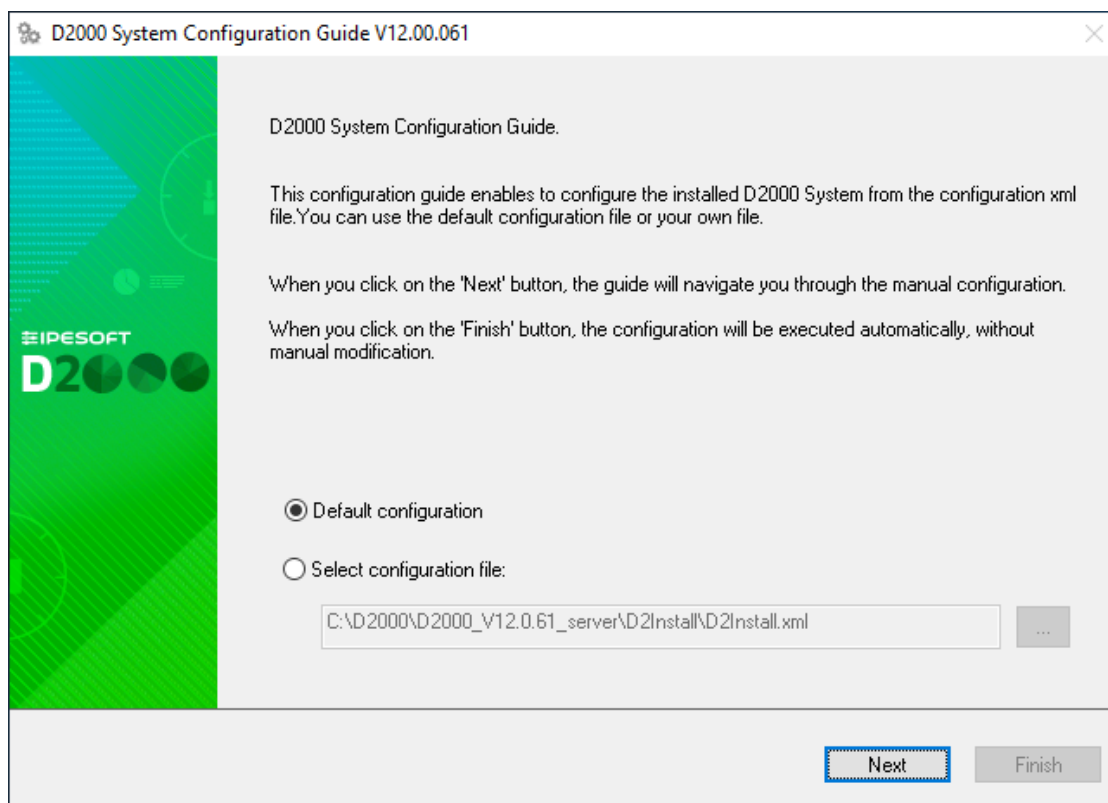 D2000 System Configuration Guide V12.00.061
D2000 System Configuration Guide.
This configuration guide enables to configure the installed D2000 System from the configuration xml
file.You can use the default configuration file or your own file.
When you click on the 'Next' button, the guide will navigate you through the manual configuration.
When you click on the 'Finish' button, the configuration will be executed automatically, without
manual modification.
IPESOFT
D2000
Default configuration
Select configuration file:
C:\D2000\D2000_V12.0.61_server\D2Install\D2Install.xml
...
Next
Finish